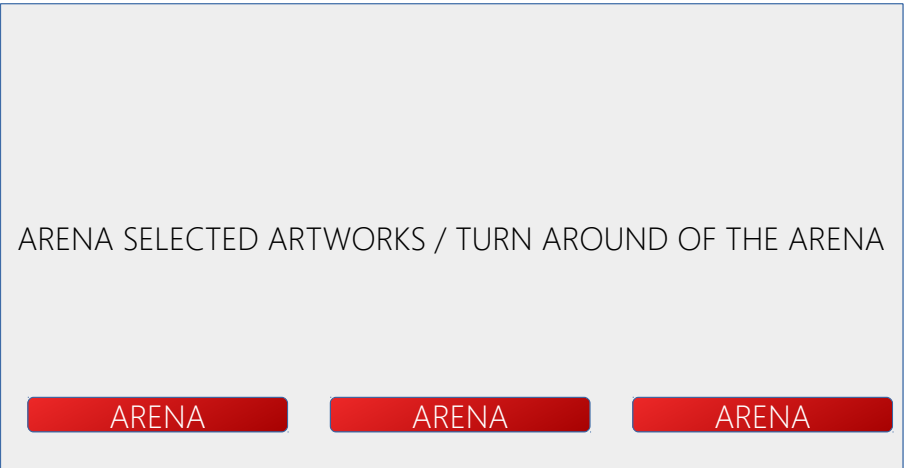 ARENA SELECTED ARTWORKS / TURN AROUND OF THE ARENA
ARENA
ARENA
ARENA